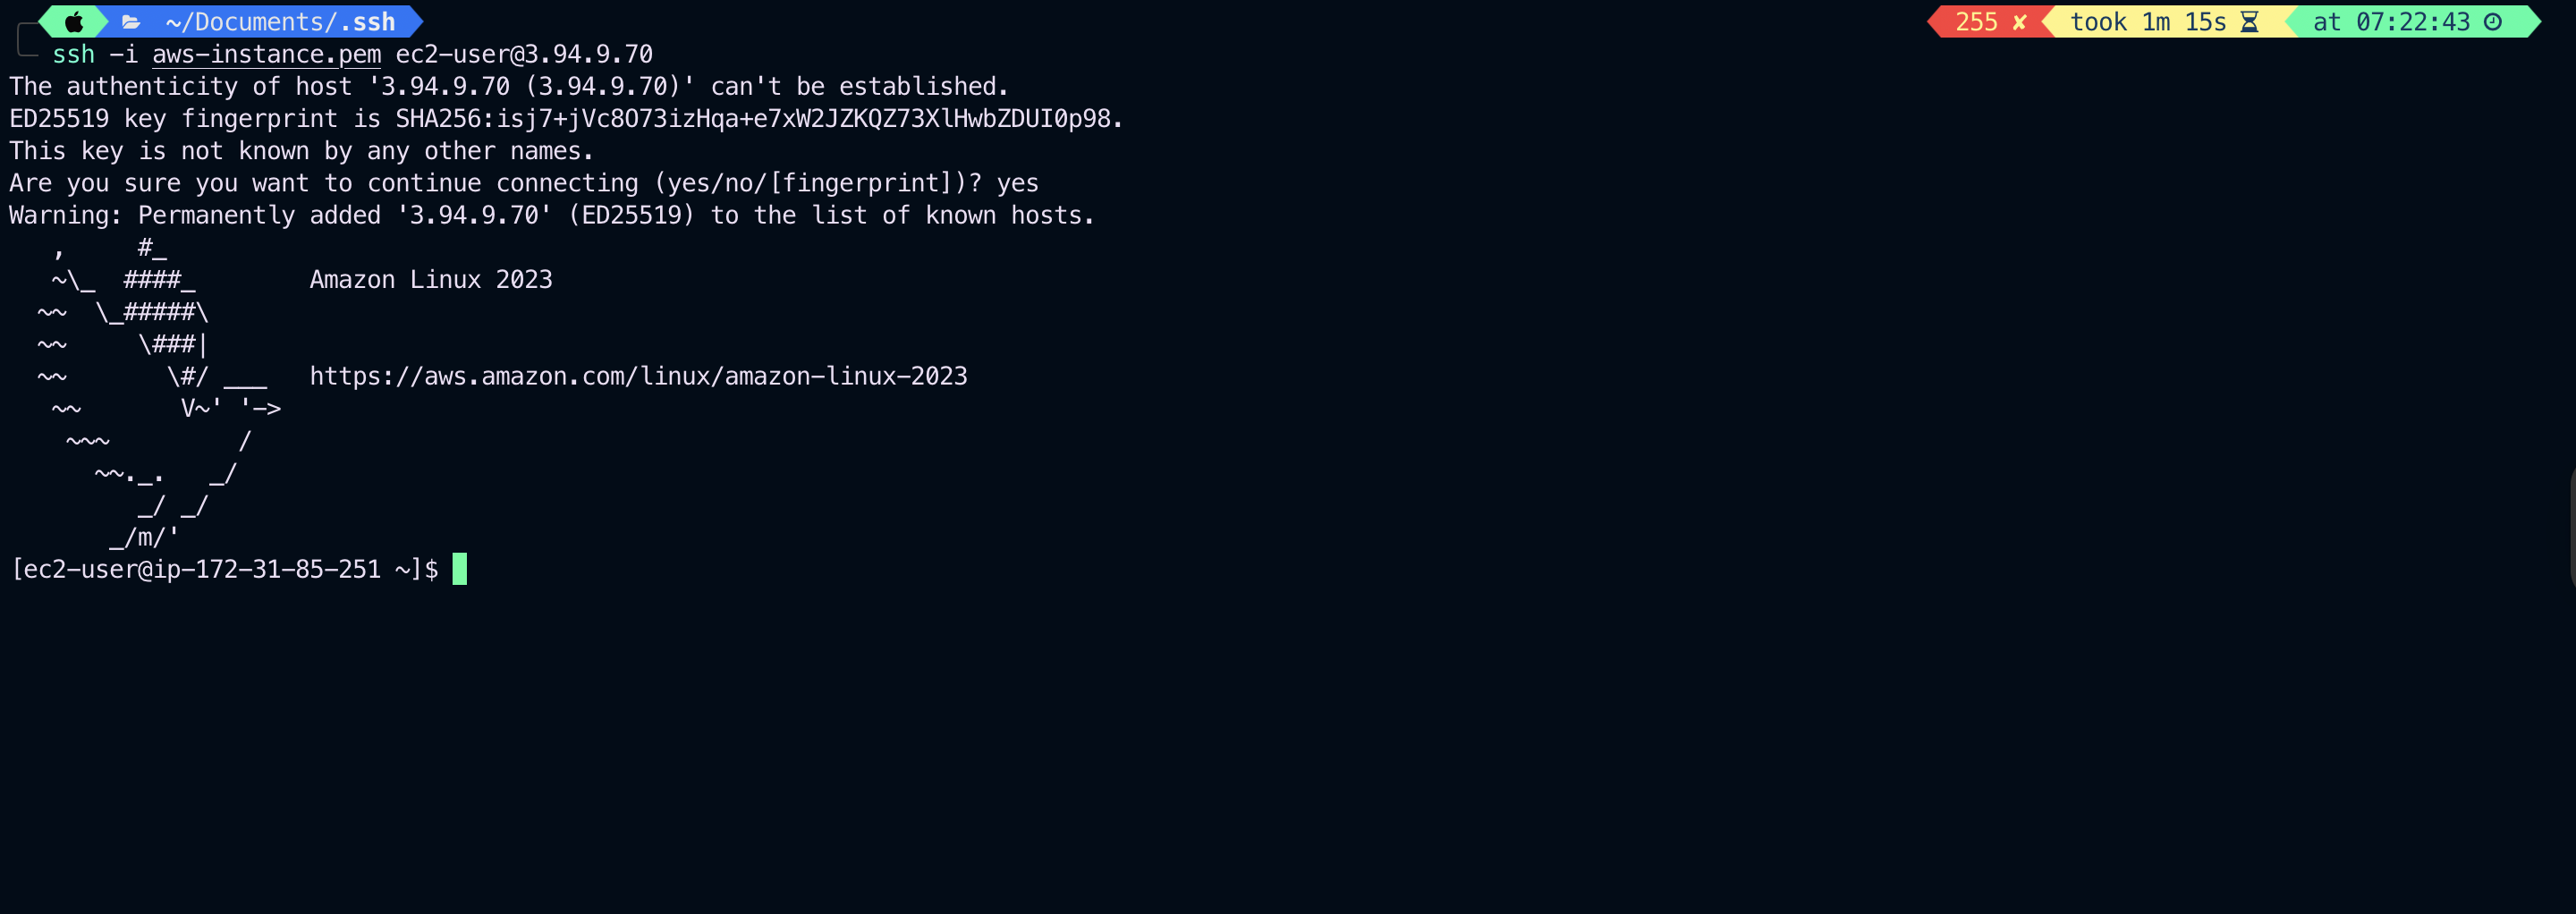 ~/Documents/.ssh 255 ✘ took 1m 15s at 07:22:43
ssh -i aws-instance.pem ec2-user@3.94.9.70
The authenticity of host '3.94.9.70 (3.94.9.70)' can't be established.
ED25519 key fingerprint is SHA256:isj7+jVc8O73izHqa+e7xW2JZKQZ73XlHwbZDUI0p98.
This key is not known by any other names.
Are you sure you want to continue connecting (yes/no/[fingerprint])? yes
Warning: Permanently added '3.94.9.70' (ED25519) to the list of known hosts.
   ,     #_
   ~\_  ####_        Amazon Linux 2023
  ~~  \_#####\
  ~~     \###|
  ~~       \#/ ___   https://aws.amazon.com/linux/amazon-linux-2023
   ~~       V~' '->
    ~~~         /
      ~~._.   _/
         _/ _/
       _/m/'
[ec2-user@ip-172-31-85-251 ~]$